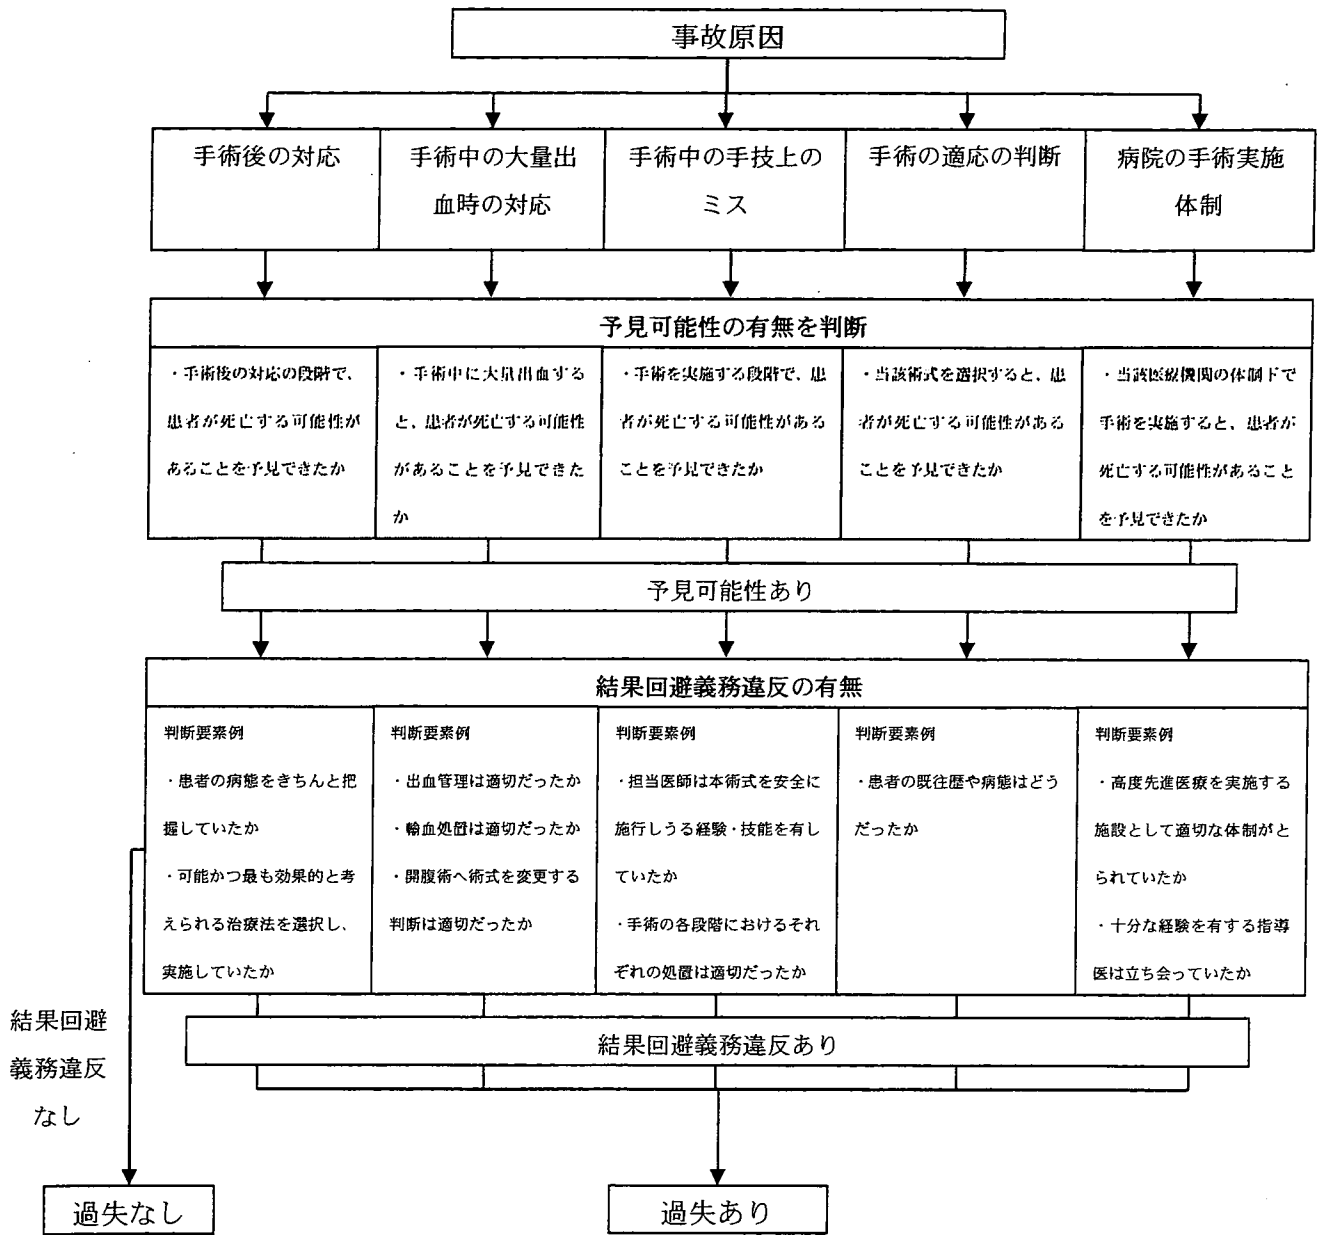 事故原因
手術後の対応
手術中の大量出
血時の対応
手術中の手技上の
ミス
手術の適応の判断
病院の手術実施
体制
予見可能性の有無を判断
・手術後の対応の段階で、
患者が死亡する可能性が
あることを予見できたか
・手術中に大量出血する
と、患者が死亡する可能性
があることを予見できた
か
・手術を実施する段階で、患
者が死亡する可能性がある
ことを予見できたか
・当該術式を選択すると、患
者が死亡する可能性がある
ことを予見できたか
・当該医療機関の体制下で
手術を実施すると、患者が
死亡する可能性があること
を予見できたか
予見可能性あり
結果回避義務違反の有無
判断要素例
・患者の病態をきちんと把
握していたか
・可能かつ最も効果的と考
えられる治療法を選択し、
実施していたか
判断要素例
・出血管理は適切だったか
・輸血処置は適切だったか
・開腹術へ術式を変更する
判断は適切だったか
判断要素例
・担当医師は本術式を安全に
施行しうる経験・技能を有し
ていたか
・手術の各段階におけるそれ
ぞれの処置は適切だったか
判断要素例
・患者の既往歴や病態はどう
だったか
判断要素例
・高度先進医療を実施する
施設として適切な体制がと
られていたか
・十分な経験を有する指導
医は立ち会っていたか
結果回避
義務違反
なし
結果回避義務違反あり
過失なし
過失あり